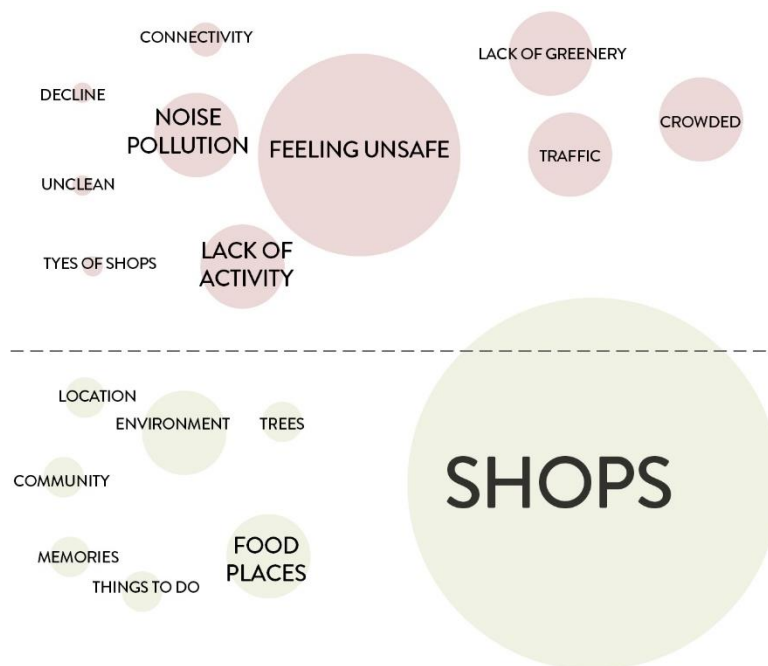 CONNECTIVITY
LACK OF GREENERY
DECLINE
NOISE
POLLUTION
FEELING UNSAFE
CROWDED
TRAFFIC
UNCLEAN
TYES OF SHOPS
LACK OF
ACTIVITY
LOCATION
ENVIRONMENT
TREES
COMMUNITY
SHOPS
MEMORIES
FOOD
PLACES
THINGS TO DO